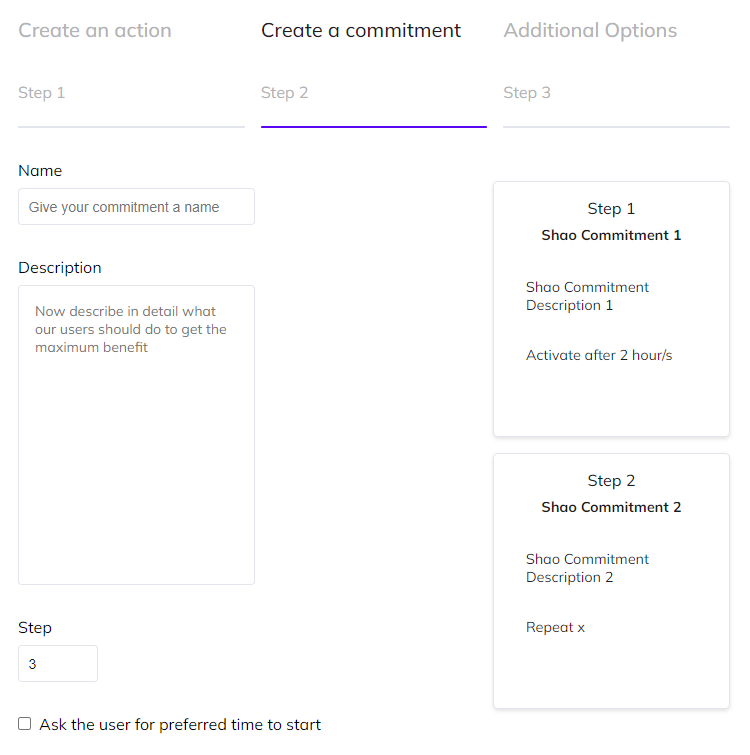 Create an action
Create a commitment
Additional Options
Step 1
Step 2
Step 3
Name
Give your commitment a name
Description
Now describe in detail what
our users should do to get the
maximum benefit
Step
3
Ask the user for preferred time to start
Step 1
Shao Commitment 1
Shao Commitment
Description 1
Activate after 2 hour/s
Step 2
Shao Commitment 2
Shao Commitment
Description 2
Repeat x